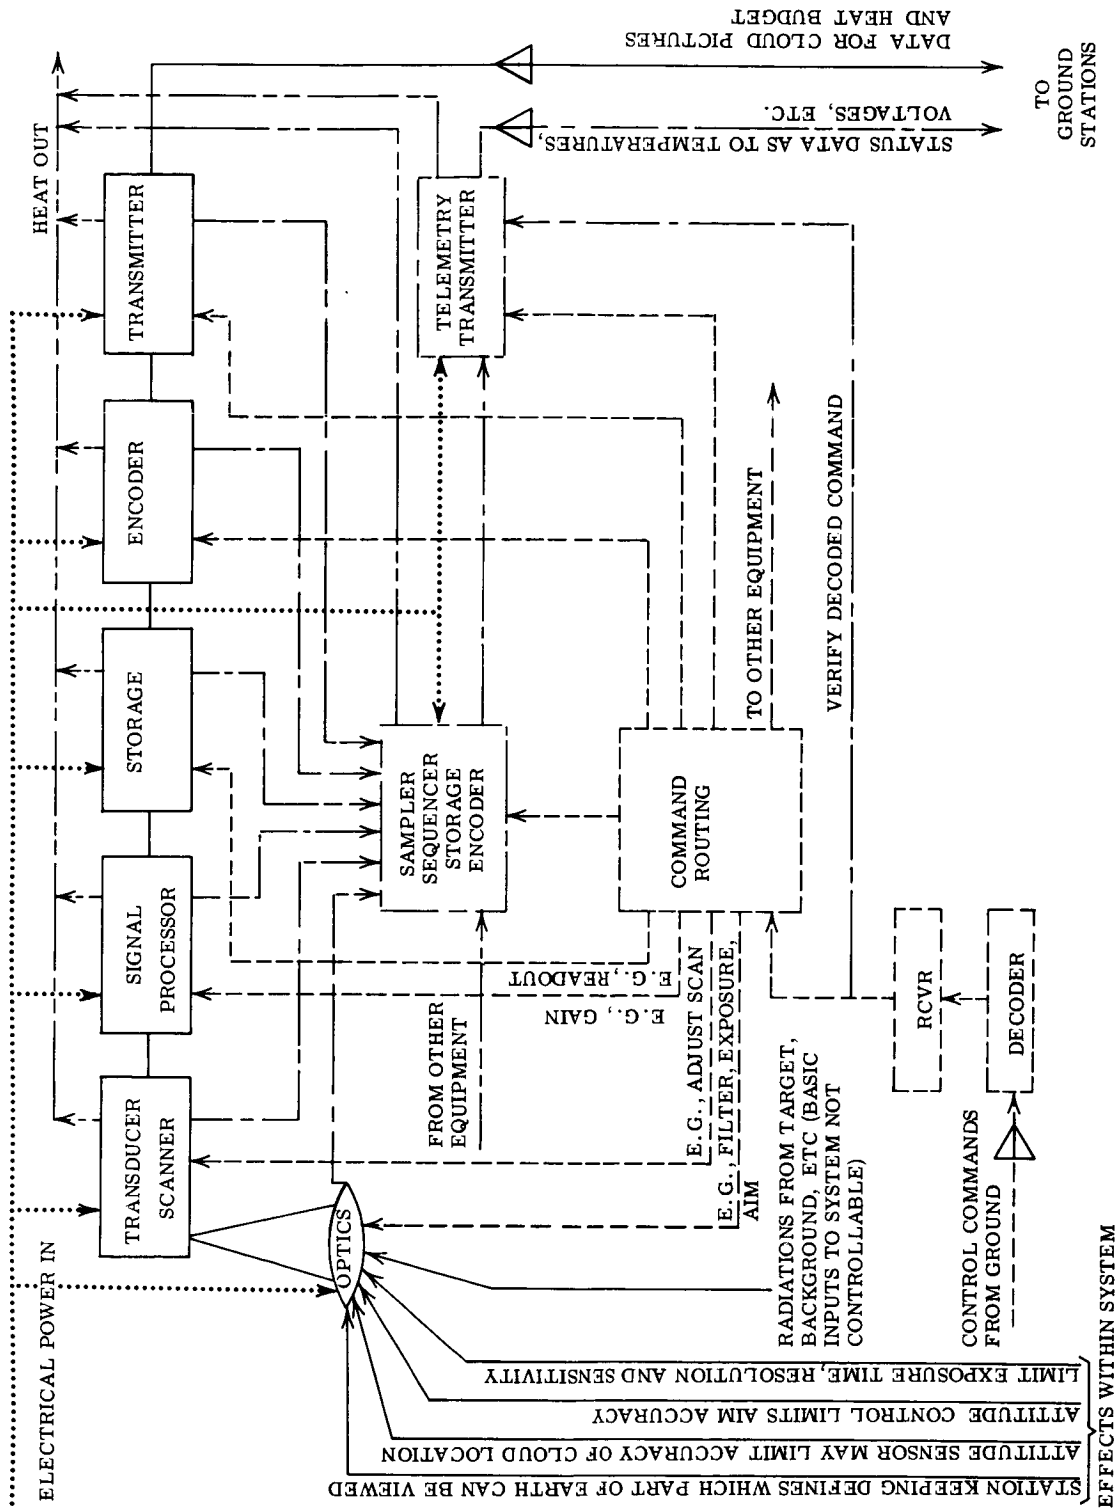 ELECTRICAL POWER IN
HEAT OUT
TRANSDUCER
SCANNER
SIGNAL
PROCESSOR
STORAGE
ENCODER
TRANSMITTER
DATA FOR CLOUD PICTURES
AND HEAT BUDGET
STATUS DATA AS TO TEMPERATURES,
VOLTAGES, ETC.
TO
GROUND
STATIONS
OPTICS
SAMPLER
SEQUENCER
STORAGE
ENCODER
TELEMETRY
TRANSMITTER
FROM OTHER
EQUIPMENT
E.G., READOUT
E.G., GAIN
E.G., ADJUST SCAN
E.G., FILTER, EXPOSURE,
AIM
COMMAND
ROUTING
TO OTHER EQUIPMENT
VERIFY DECODED COMMAND
RADIATIONS FROM TARGET,
BACKGROUND, ETC (BASIC
INPUTS TO SYSTEM NOT
CONTROLLABLE)
RCVR
DECODER
CONTROL COMMANDS
FROM GROUND
STATION KEEPING WHICH DEFINES PART OF EARTH CAN BE VIEWED
ATTITUDE SENSOR MAY LIMIT ACCURACY OF CLOUD LOCATION
ATTITUDE CONTROL LIMITS AIM ACCURACY
LIMIT EXPOSURE TIME, RESOLUTION AND SENSITIVITY
EFFECTS WITHIN SYSTEM